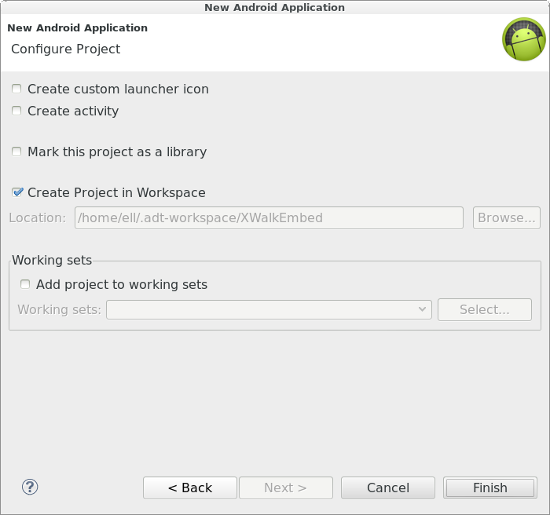 New Android Application
New Android Application
Configure Project
Create custom launcher icon
Create activity
Mark this project as a library
Create Project in Workspace
Location: /home/ell/.adt-workspace/XWalkEmbed Browse...
Working sets
Add project to working sets
Working sets: Select...
? < Back Next > Cancel Finish